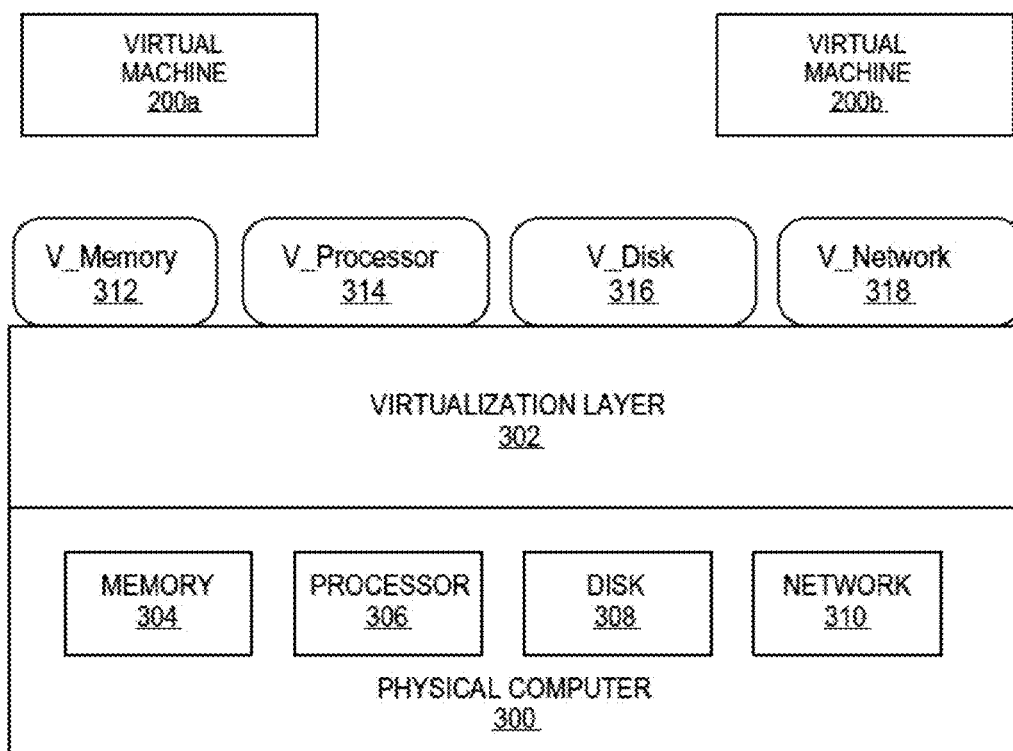 VIRTUAL
MACHINE
200a
VIRTUAL
MACHINE
200b
V_Memory
312
V_Processor
314
V_Disk
316
V_Network
318
VIRTUALIZATION LAYER
302
MEMORY
304
PROCESSOR
306
DISK
308
NETWORK
310
PHYSICAL COMPUTER
300